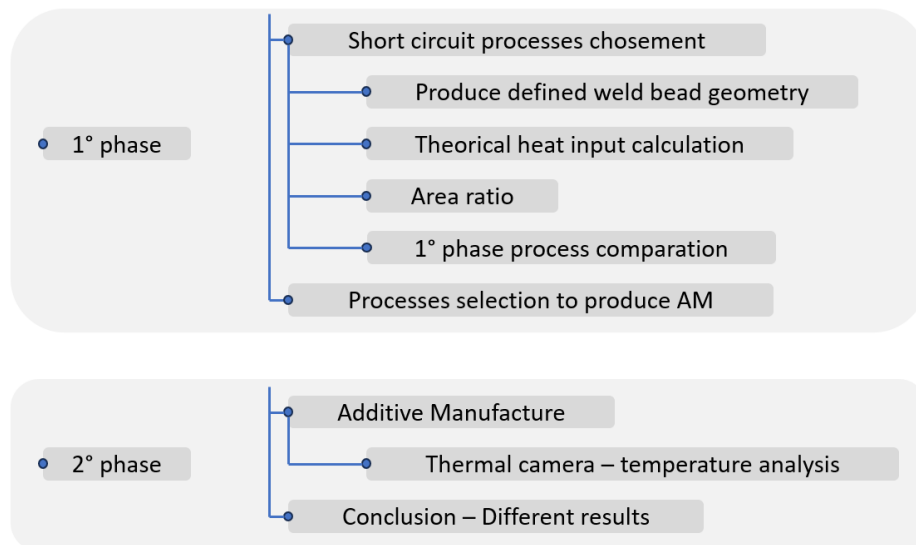 Short circuit processes chosement
Produce defined weld bead geometry
1° phase
Theorical heat input calculation
Area ratio
1° phase process comparation
Processes selection to produce AM
Additive Manufacture
2° phase
Thermal camera – temperature analysis
Conclusion – Different results